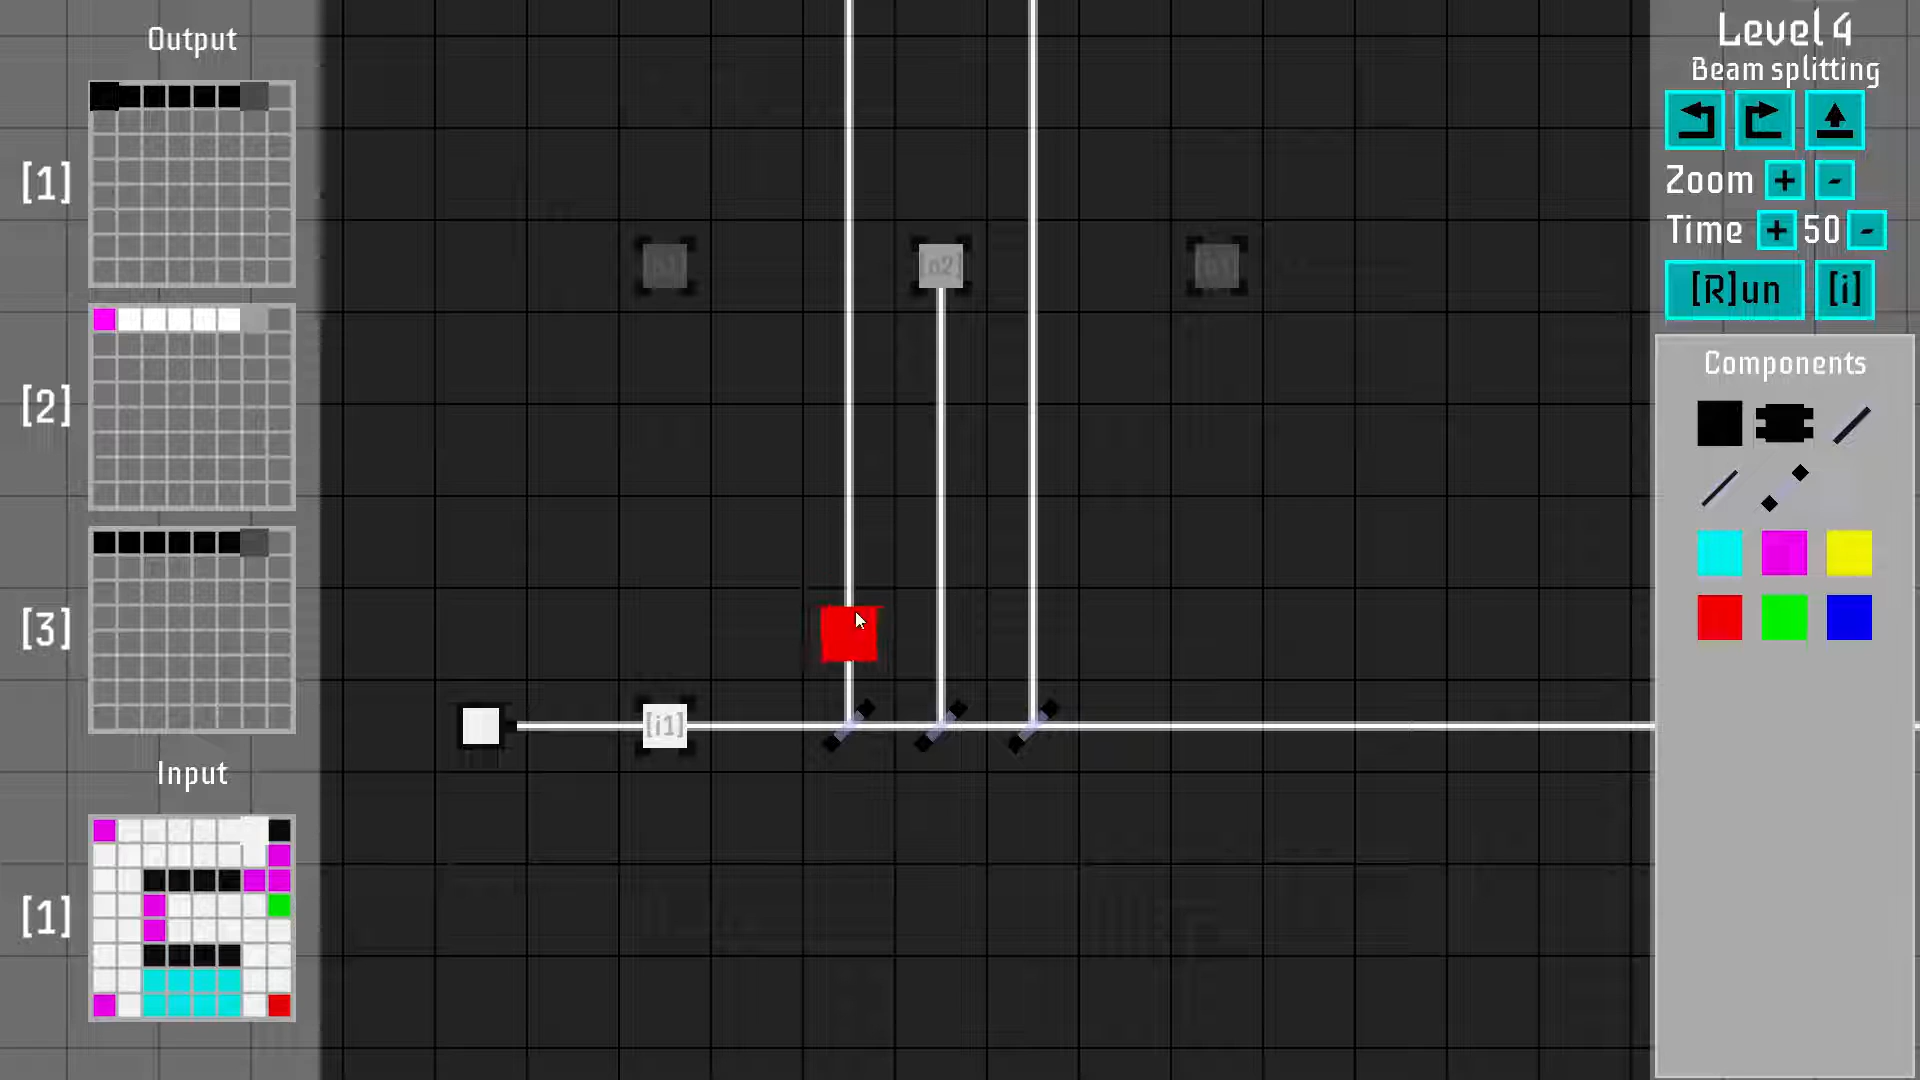 Output
[1]
[2]
[3]
Input
[1]
[o2]
[i1]
Level 4
Beam splitting
Zoom + -
Time + 50 -
[R]un [i]
Components